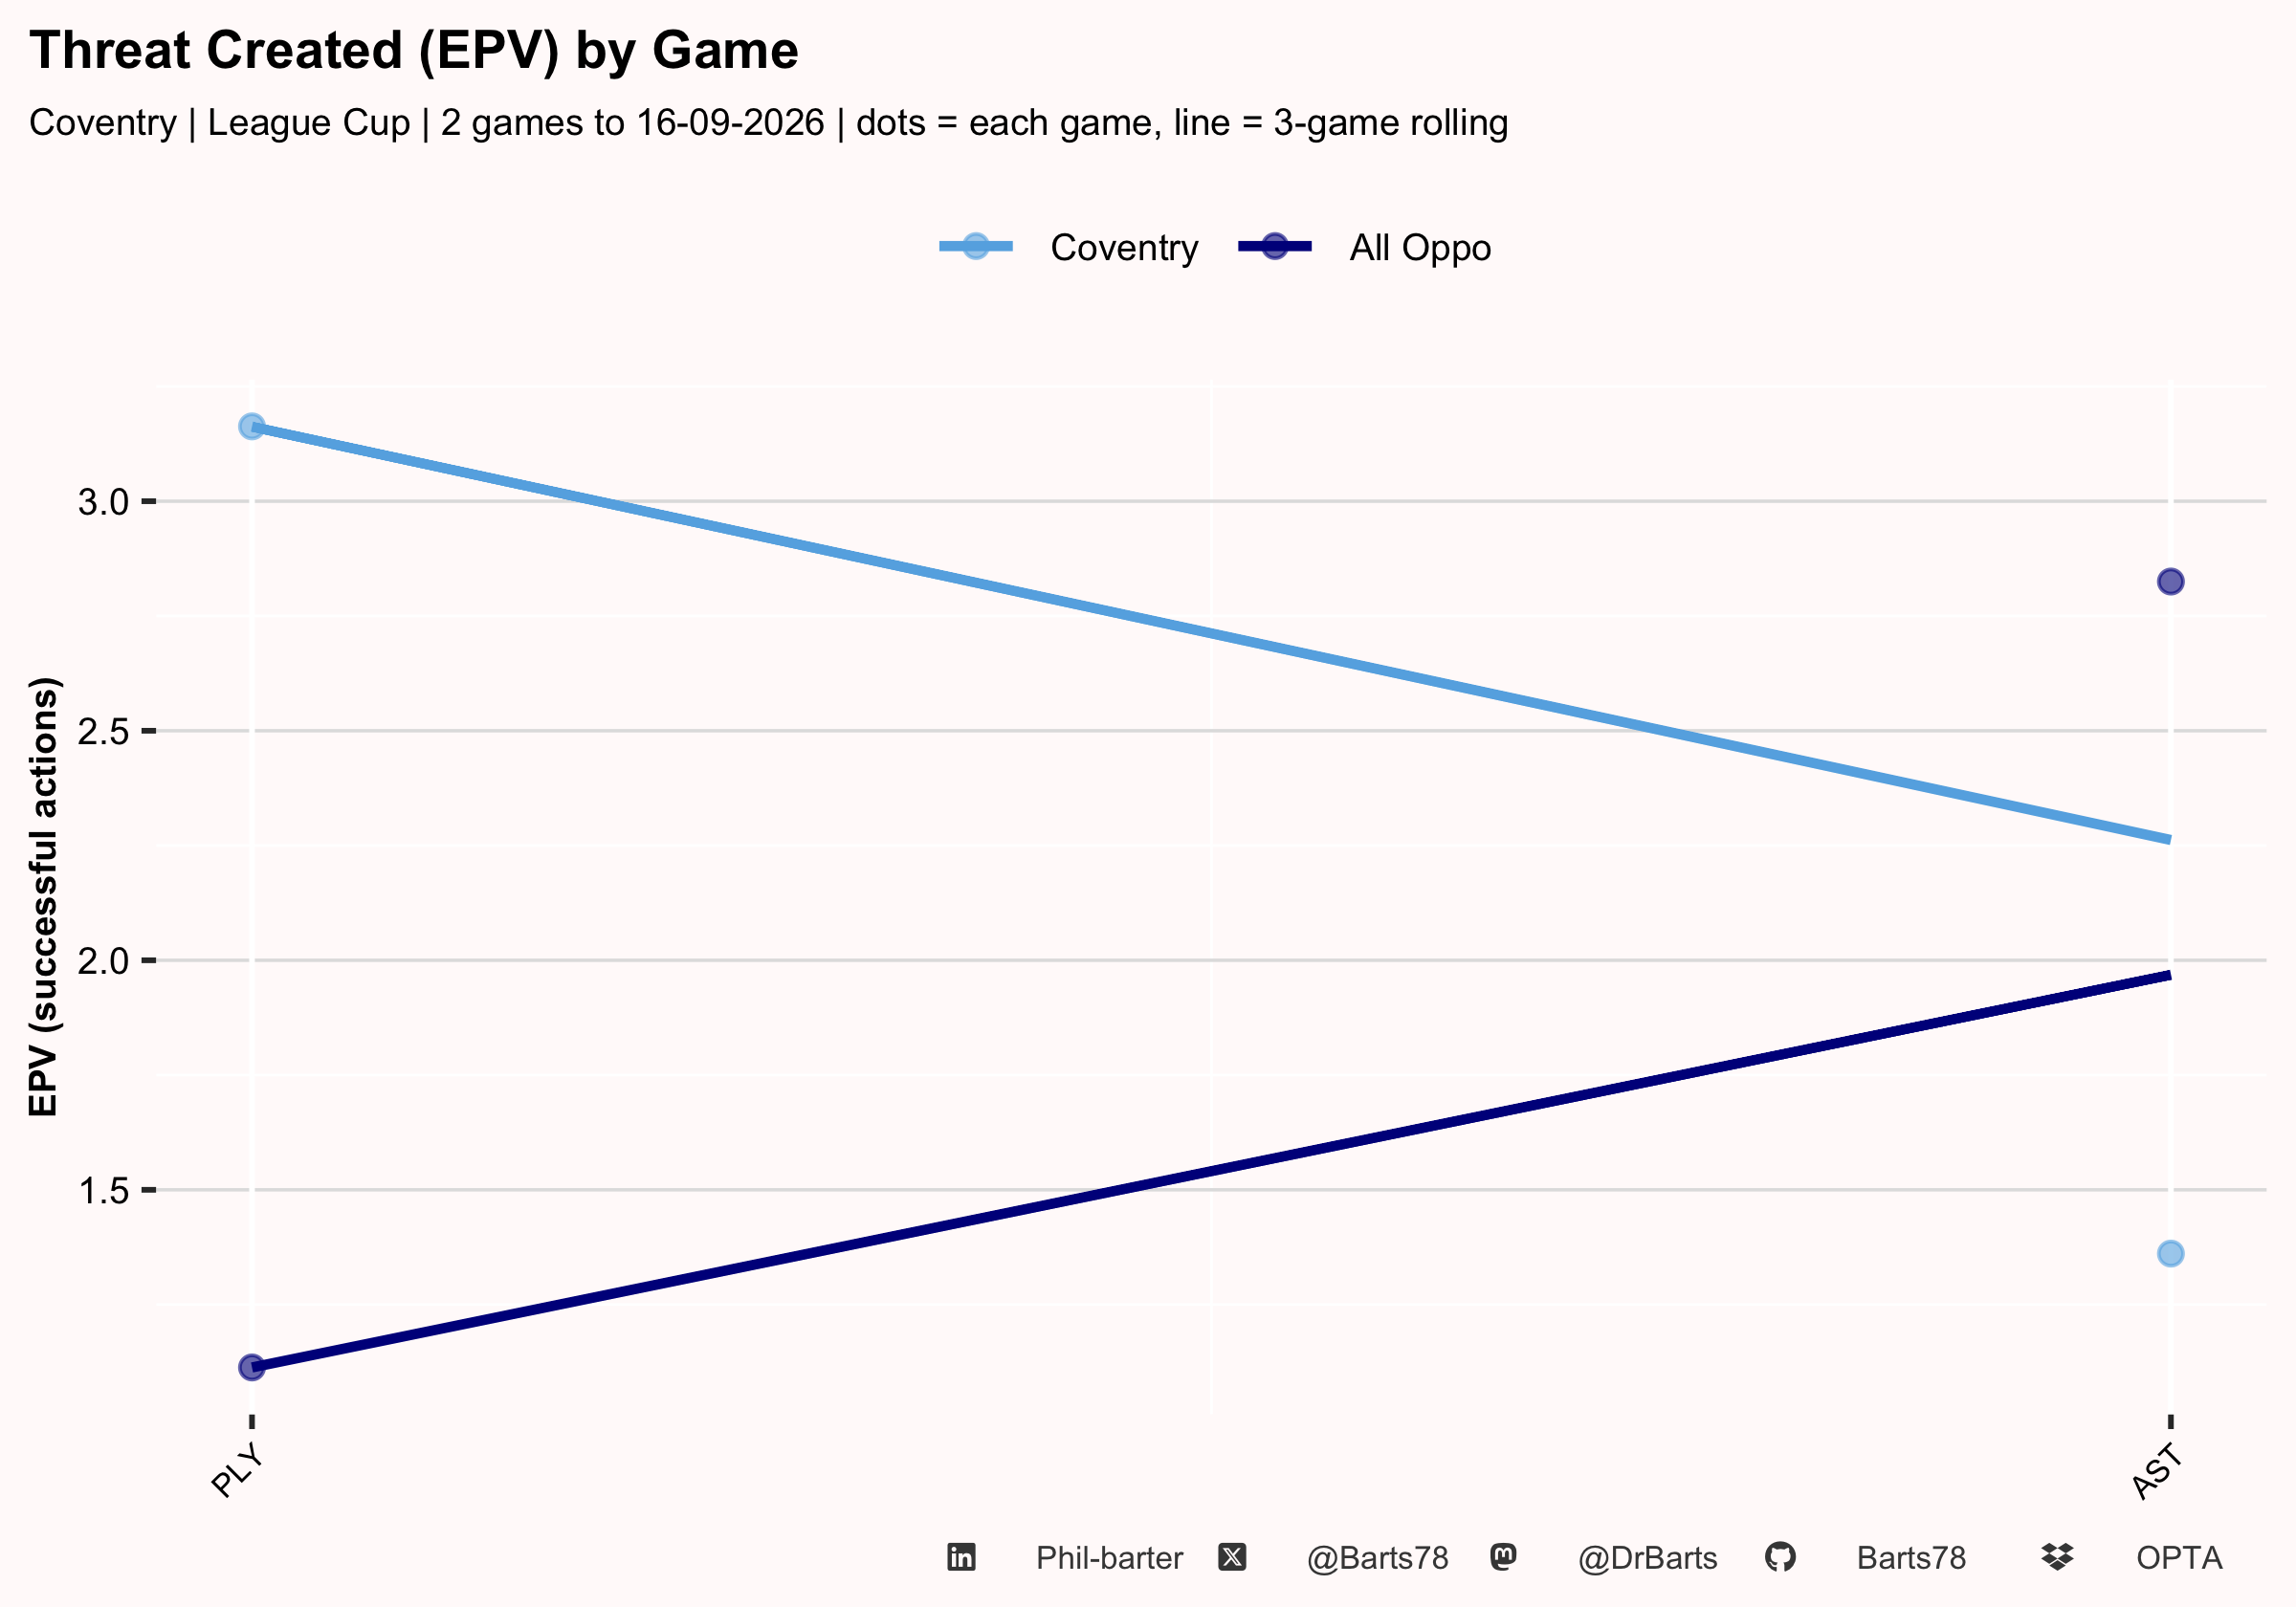 Threat Created (EPV) by Game
Coventry | League Cup | 2 games to 16-09-2026 | dots = each game, line = 3-game rolling
Coventry
All Oppo
EPV (successful actions)
3.0
2.5
2.0
1.5
PLY
AST
Phil-barter @Barts78 @DrBarts Barts78 OPTA